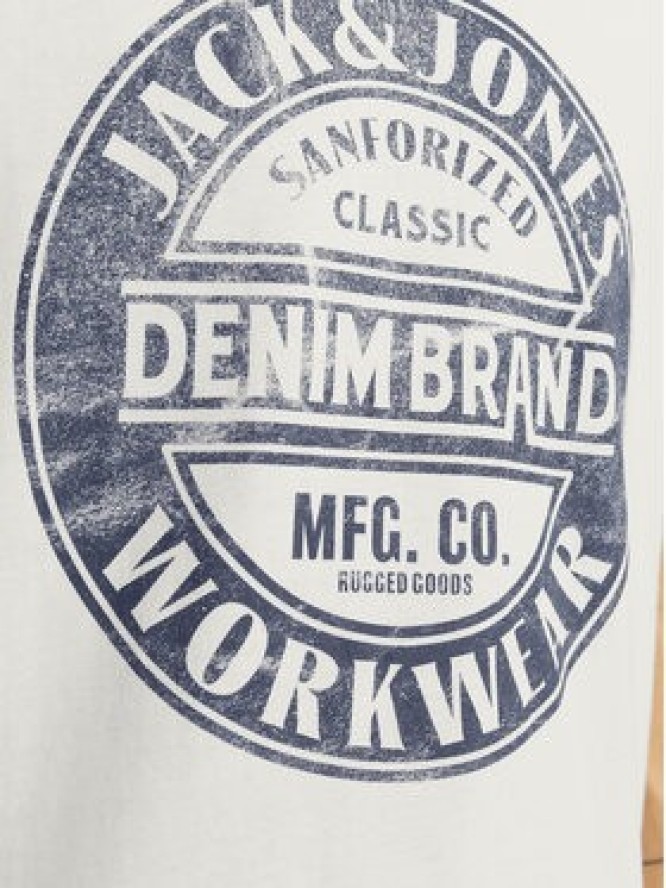 JACK&JONES
SANFORIZED
CLASSIC
DENIM BRAND
MFG. CO.
RUGGED GOODS
WORKWEAR